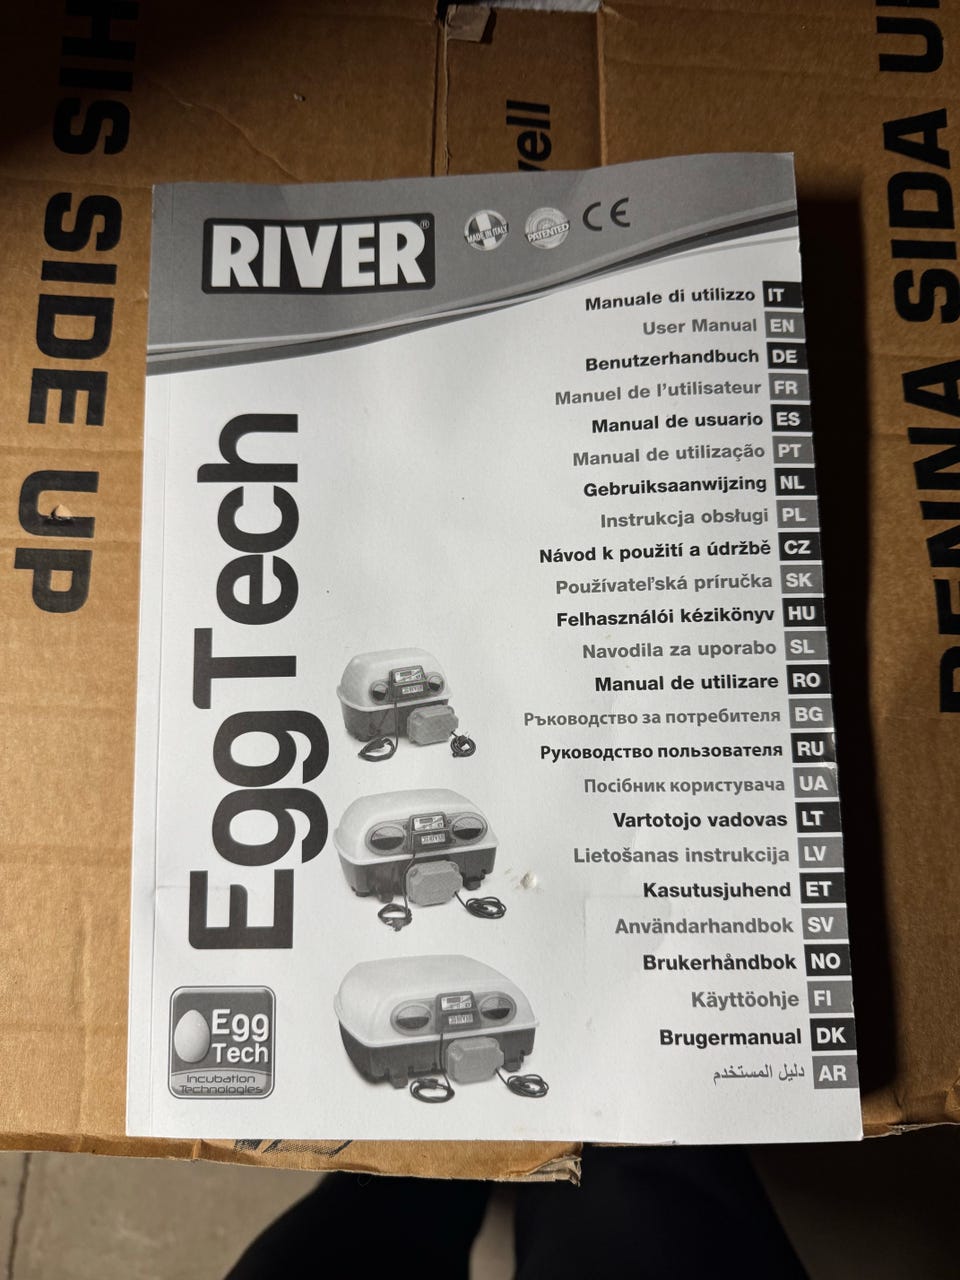 THIS SIDE UP
well
DENNA SIDA UP
RIVER®
MADE IN ITALY
PATENTED
CE
Manuale di utilizzo IT
User Manual EN
Benutzerhandbuch DE
Manuel de l'utilisateur FR
Manual de usuario ES
Manual de utilização PT
Gebruiksaanwijzing NL
Instrukcja obsługi PL
Návod k použití a údržbě CZ
Používateľská príručka SK
Felhasználói kézikönyv HU
Navodila za uporabo SL
Manual de utilizare RO
Ръководство за потребителя BG
Руководство пользователя RU
Посібник користувача UA
Vartotojo vadovas LT
Lietošanas instrukcija LV
Kasutusjuhend ET
Användarhandbok SV
Brukerhåndbok NO
Käyttöohje FI
Brugermanual DK
دليل المستخدم AR
EggTech
Egg
Tech
Incubation
Technologies